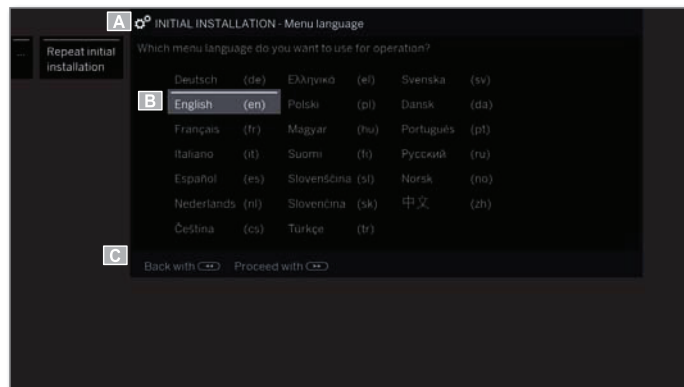 A INITIAL INSTALLATION - Menu language
... Repeat initial installation
Which menu language do you want to use for operation?
Deutsch (de) Ελληνικά (el) Svenska (sv)
B English (en) Polski (pl) Dansk (da)
Français (fr) Magyar (hu) Português (pt)
Italiano (it) Suomi (fi) Русский (ru)
Español (es) Slovenščina (sl) Norsk (no)
Nederlands (nl) Slovenčina (sk) 中文 (zh)
Čeština (cs) Türkçe (tr)
C
Back with Proceed with